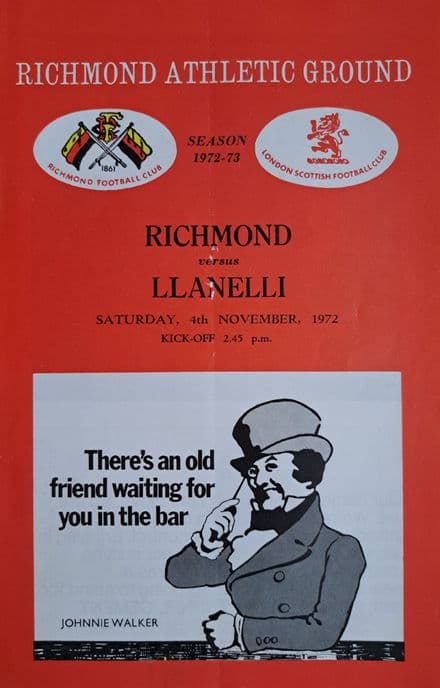 RICHMOND ATHLETIC GROUND
1861
RICHMOND FOOTBALL CLUB
SEASON
1972-73
LONDON SCOTTISH FOOTBALL CLUB
RICHMOND
versus
LLANELLI
SATURDAY, 4th NOVEMBER, 1972
KICK-OFF 2.45 p.m.
There's an old
friend waiting for
you in the bar
JOHNNIE WALKER